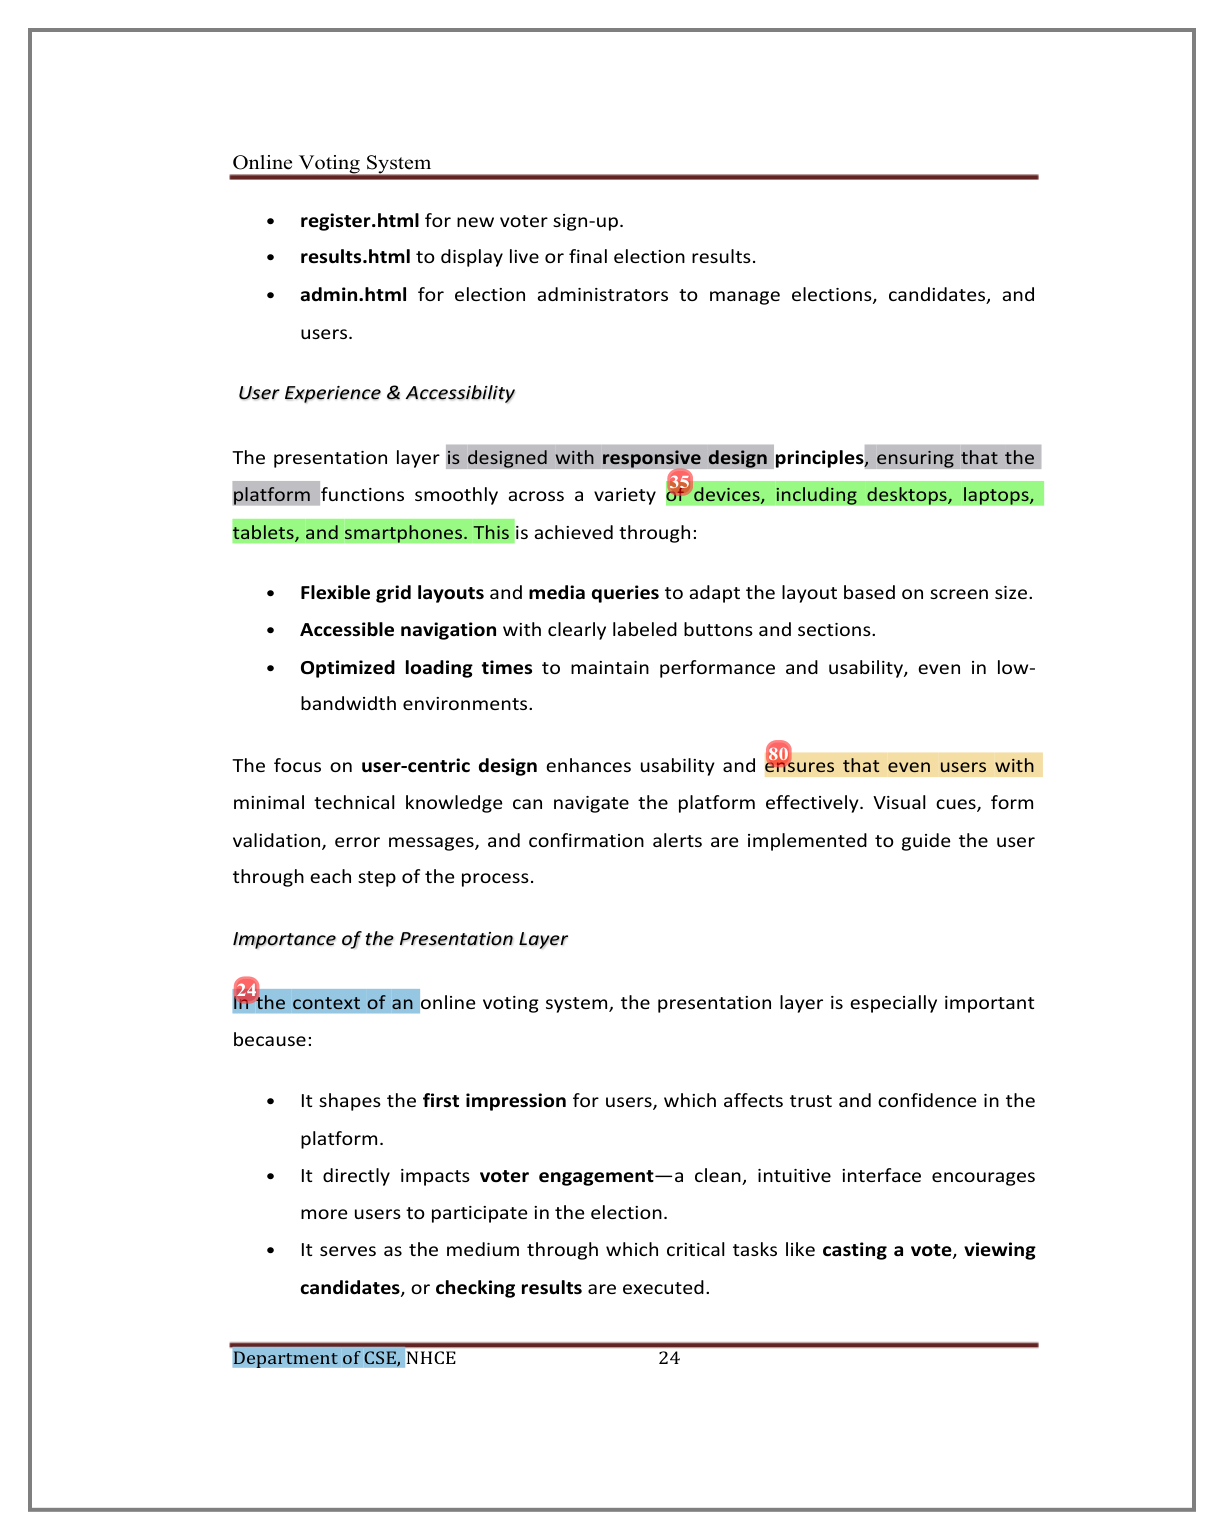 Online Voting System
• register.html for new voter sign-up.
• results.html to display live or final election results.
• admin.html for election administrators to manage elections, candidates, and
users.
User Experience & Accessibility
The presentation layer is designed with responsive design principles, ensuring that the
35
platform functions smoothly across a variety of devices, including desktops, laptops,
tablets, and smartphones. This is achieved through:
• Flexible grid layouts and media queries to adapt the layout based on screen size.
• Accessible navigation with clearly labeled buttons and sections.
• Optimized loading times to maintain performance and usability, even in low-
bandwidth environments.
80
The focus on user-centric design enhances usability and ensures that even users with
minimal technical knowledge can navigate the platform effectively. Visual cues, form
validation, error messages, and confirmation alerts are implemented to guide the user
through each step of the process.
Importance of the Presentation Layer
24
In the context of an online voting system, the presentation layer is especially important
because:
• It shapes the first impression for users, which affects trust and confidence in the
platform.
• It directly impacts voter engagement—a clean, intuitive interface encourages
more users to participate in the election.
• It serves as the medium through which critical tasks like casting a vote, viewing
candidates, or checking results are executed.
Department of CSE, NHCE 24